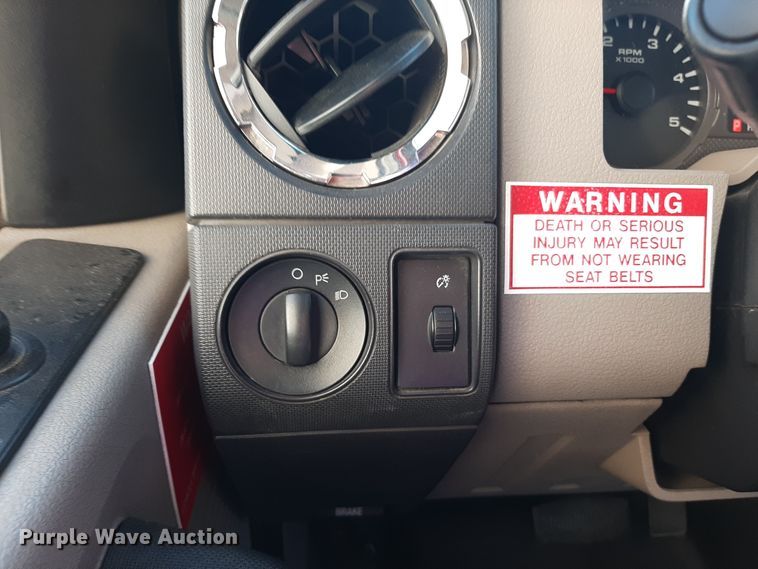 2 3 4 5
RPM
X1000
P
WARNING
DEATH OR SERIOUS
INJURY MAY RESULT
FROM NOT WEARING
SEAT BELTS
BRAKE
Purple Wave Auction®